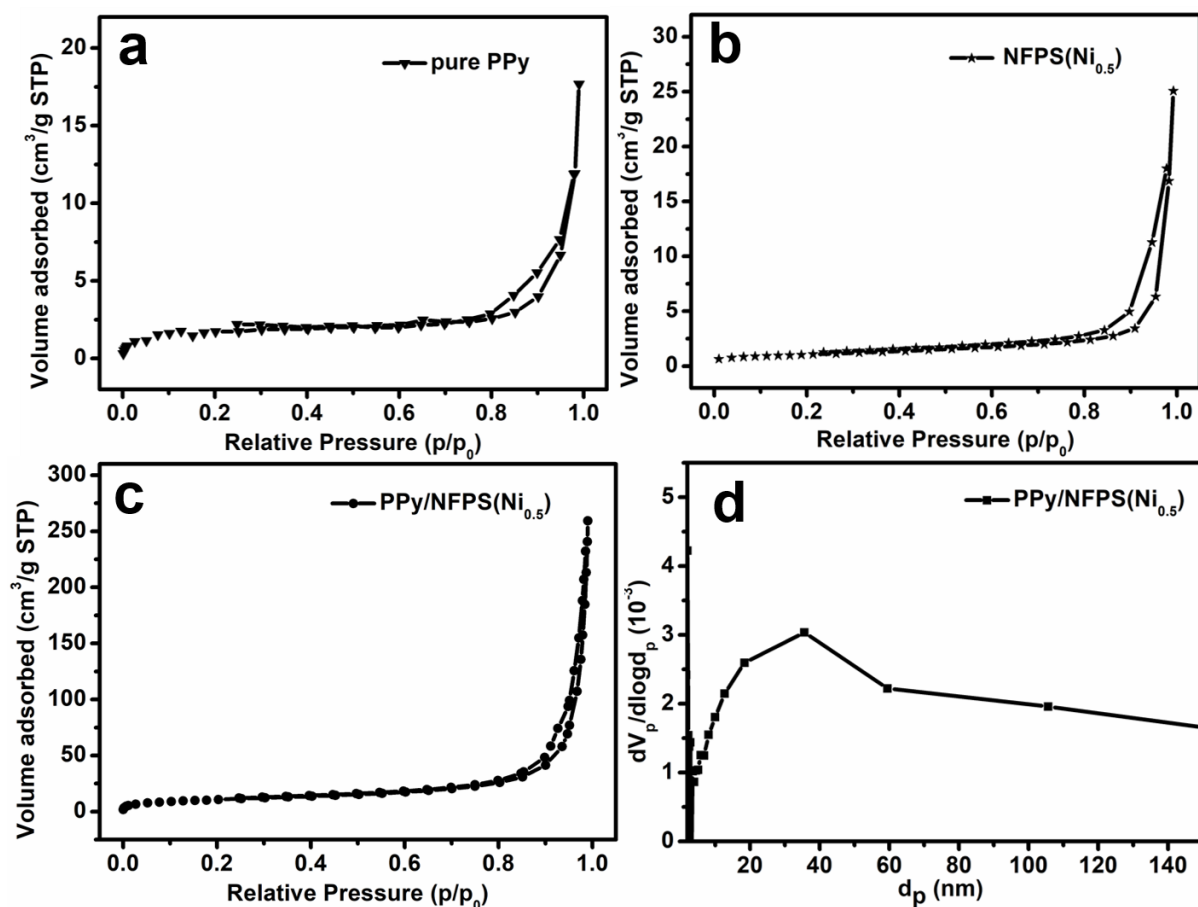 a
pure PPy
Volume adsorbed (cm³/g STP)
20
15
10
5
0
0.0 0.2 0.4 0.6 0.8 1.0
Relative Pressure (p/p₀)
b
NFPS(Ni₀.₅)
Volume adsorbed (cm³/g STP)
30
25
20
15
10
5
0
0.0 0.2 0.4 0.6 0.8 1.0
Relative Pressure (p/p₀)
c
PPy/NFPS(Ni₀.₅)
Volume adsorbed (cm³/g STP)
300
250
200
150
100
50
0
0.0 0.2 0.4 0.6 0.8 1.0
Relative Pressure (p/p₀)
d
PPy/NFPS(Ni₀.₅)
dVₚ/dlogdₚ (10⁻³)
5
4
3
2
1
0
20 40 60 80 100 120 140
dₚ (nm)